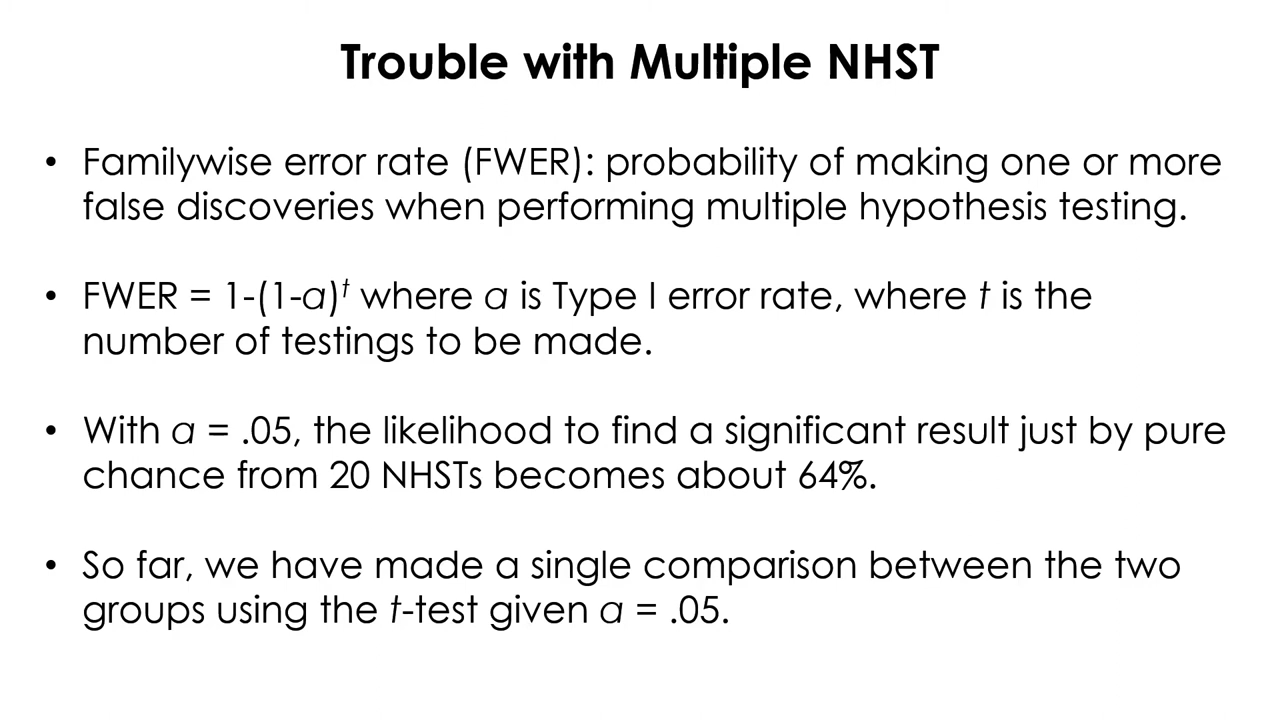 Trouble with Multiple NHST
• Familywise error rate (FWER): probability of making one or more
false discoveries when performing multiple hypothesis testing.
• FWER = 1-(1-α)ᵗ where α is Type I error rate, where t is the
number of testings to be made.
• With α = .05, the likelihood to find a significant result just by pure
chance from 20 NHSTs becomes about 64%.
• So far, we have made a single comparison between the two
groups using the t-test given α = .05.